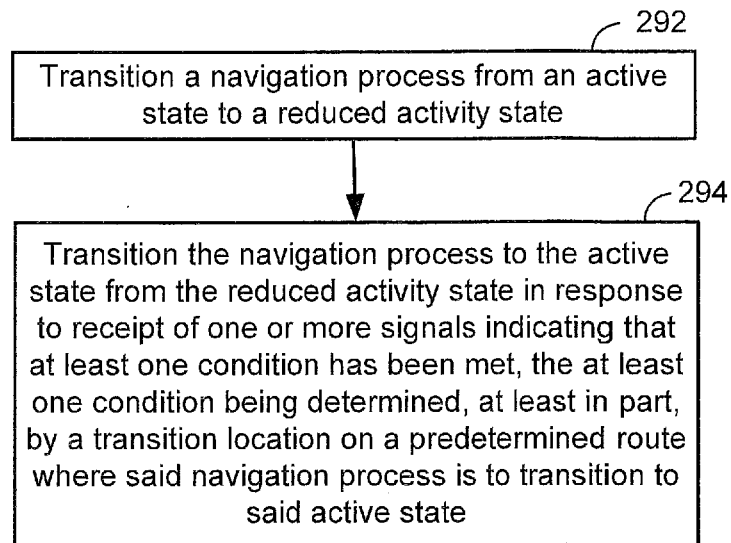 292
Transition a navigation process from an active
state to a reduced activity state
294
Transition the navigation process to the active
state from the reduced activity state in response
to receipt of one or more signals indicating that
at least one condition has been met, the at least
one condition being determined, at least in part,
by a transition location on a predetermined route
where said navigation process is to transition to
said active state